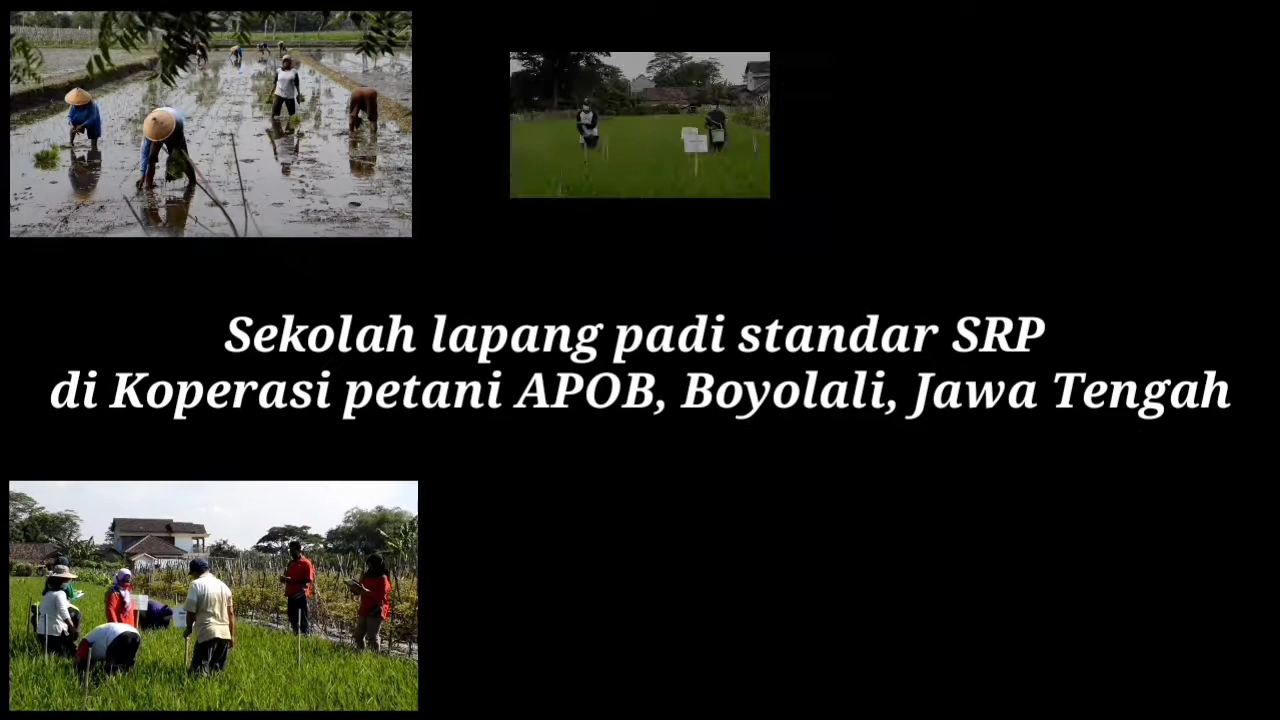 Sekolah lapang padi standar SRP
di Koperasi petani APOB, Boyolali, Jawa Tengah